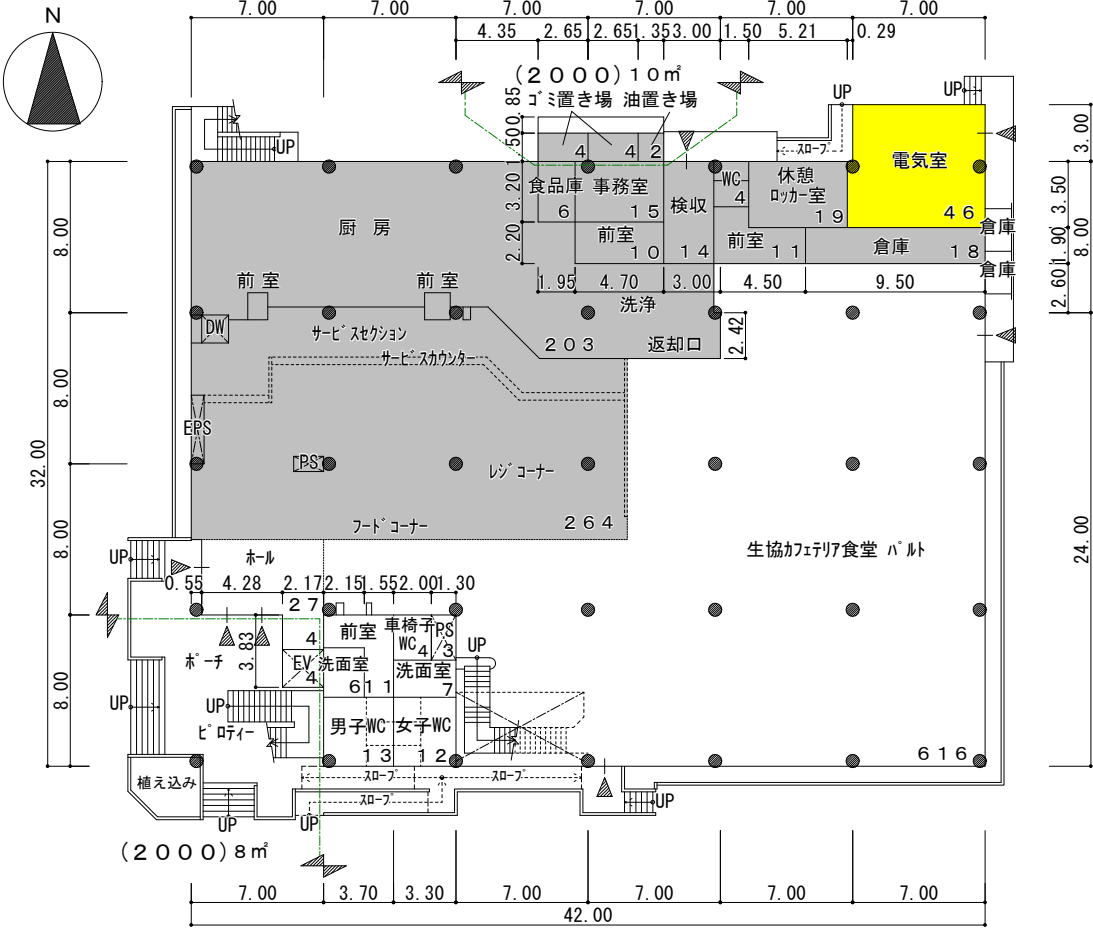 N
7.00 7.00 7.00 7.00 7.00 7.00
4.35 2.65 2.65 1.35 3.00 1.50 5.21 0.29
(2000) 10㎡
ゴミ置き場 油置き場
UP UP
.85
1.500
4 4 2
スロープ
UP
3.00
電気室
46
食品庫 事務室
6 15
検収
WC
4
休憩
ロッカー室
19
3.20
3.50
厨 房
前室
10 14
前室
11
倉庫
18
倉庫
倉庫
2.20
1.90
2.60
8.00
8.00
前室 前室
1.95 4.70 3.00 4.50 9.50
洗浄
DW
サービスセクション
サービスカウンター
203
返却口
2.42
8.00
EPS
PS
レジコーナー
32.00
フードコーナー
264
8.00
24.00
生協カフェテリア食堂 パルト
UP
ホール
0.55 4.28 2.17 2.15 1.55 2.00 1.30
27
前室 車椅子
WC
4
PS
3
UP
3.83
4
ポーチ
EV
4
洗面室
6 11
洗面室
7
8.00
UP
UP
ピロティー
男子WC 女子WC
13 12
616
植え込み
スロープ スロープ
スロープ
UP UP UP
(2000) 8㎡
7.00 3.70 3.30 7.00 7.00 7.00 7.00
42.00